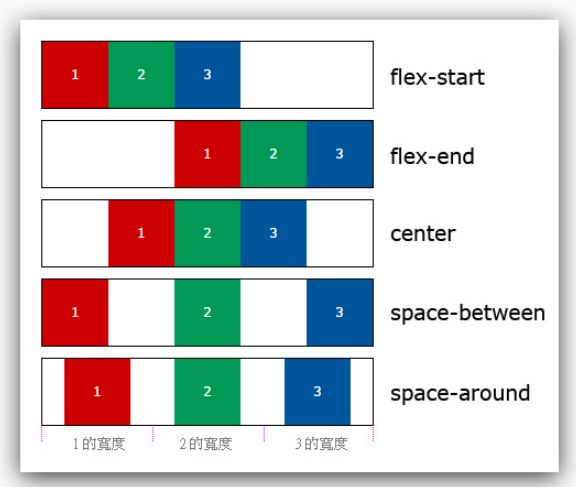 1 2 3 flex-start
1 2 3 flex-end
1 2 3 center
1 2 3 space-between
1 2 3 space-around
1的寬度 2的寬度 3的寬度